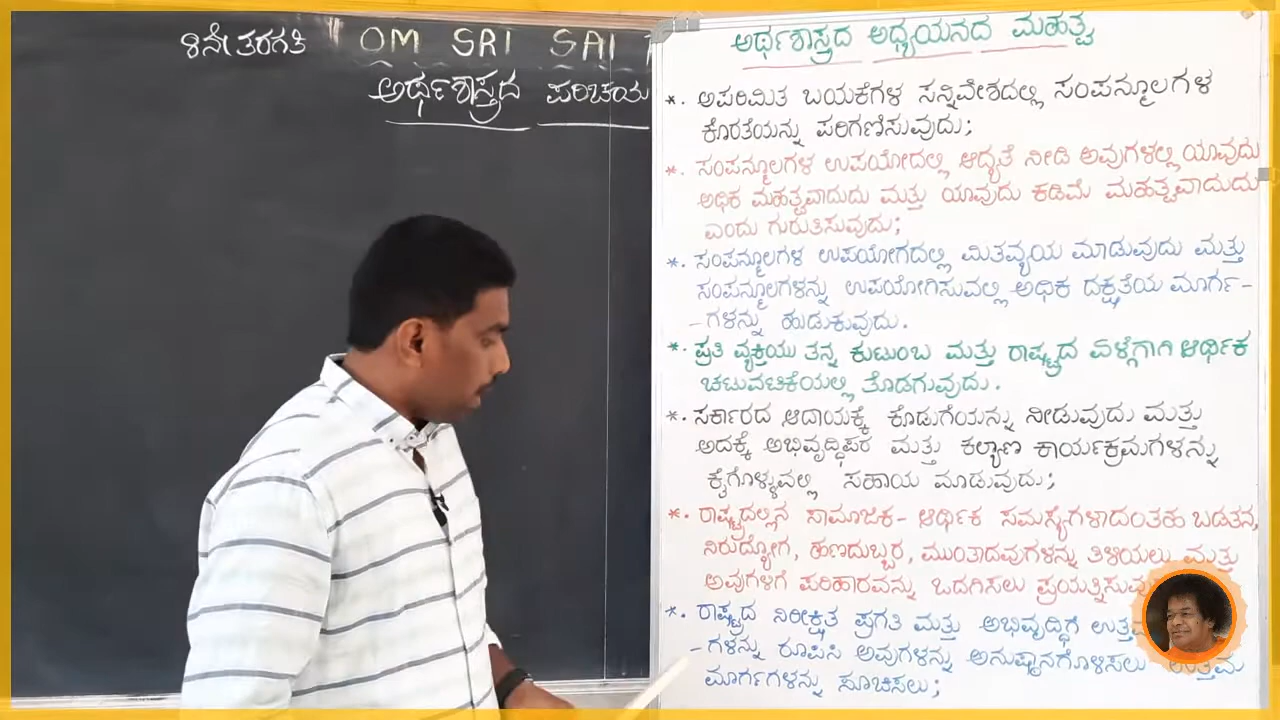 8ನೇ ತರಗತಿ
" OM SRI SAI
ಅರ್ಥಶಾಸ್ತ್ರದ ಪರಿಚಯ
ಅರ್ಥಶಾಸ್ತ್ರದ ಅಧ್ಯಯನದ ಮಹತ್ವ
*. ಅಪರಿಮಿತ ಬಯಕೆಗಳ ಸನ್ನಿವೇಶದಲ್ಲಿ ಸಂಪನ್ಮೂಲಗಳ
ಕೊರತೆಯನ್ನು ಪರಿಗಣಿಸುವುದು;
*. ಸಂಪನ್ಮೂಲಗಳ ಉಪಯೋದಲ್ಲಿ ಆದ್ಯತೆ ನೀಡಿ ಅವುಗಳಲ್ಲಿ ಯಾವುದು
ಅಧಿಕ ಮಹತ್ವವಾದುದು ಮತ್ತು ಯಾವುದು ಕಡಿಮೆ ಮಹತ್ವವಾದುದು
ಎಂದು ಗುರುತಿಸುವುದು;
*. ಸಂಪನ್ಮೂಲಗಳ ಉಪಯೋಗದಲ್ಲಿ ಮಿತವ್ಯಯ ಮಾಡುವುದು ಮತ್ತು
ಸಂಪನ್ಮೂಲಗಳನ್ನು ಉಪಯೋಗಿಸುವಲ್ಲಿ ಅಧಿಕ ದಕ್ಷತೆಯ ಮಾರ್ಗ-
-ಗಳನ್ನು ಹುಡುಕುವುದು.
*. ಪ್ರತಿ ವ್ಯಕ್ತಿಯು ತನ್ನ ಕುಟುಂಬ ಮತ್ತು ರಾಷ್ಟ್ರದ ಏಳ್ಗೆಗಾಗಿ ಆರ್ಥಿಕ
ಚಟುವಟಿಕೆಯಲ್ಲಿ ತೊಡಗುವುದು.
*. ಸರ್ಕಾರದ ಆದಾಯಕ್ಕೆ ಕೊಡುಗೆಯನ್ನು ನೀಡುವುದು ಮತ್ತು
ಅದಕ್ಕೆ ಅಭಿವೃದ್ಧಿಪರ ಮತ್ತು ಕಲ್ಯಾಣ ಕಾರ್ಯಕ್ರಮಗಳನ್ನು
ಕೈಗೊಳ್ಳುವಲ್ಲಿ ಸಹಾಯ ಮಾಡುವುದು;
*. ರಾಷ್ಟ್ರದಲ್ಲಿನ ಸಾಮಾಜಿಕ- ಆರ್ಥಿಕ ಸಮಸ್ಯೆಗಳಾದಂತಹ ಬಡತನ,
ನಿರುದ್ಯೋಗ, ಹಣದುಬ್ಬರ, ಮುಂತಾದವುಗಳನ್ನು ತಿಳಿಯಲು ಮತ್ತು
ಅವುಗಳಿಗೆ ಪರಿಹಾರವನ್ನು ಒದಗಿಸಲು
*. ರಾಷ್ಟ್ರದ ನಿರೀಕ್ಷಿತ ಪ್ರಗತಿ ಮತ್ತು ಅಭಿವೃದ್ಧಿಗೆ
-ಗಳನ್ನು ರೂಪಿಸಿ ಅವುಗಳನ್ನು ಅನುಷ್ಠಾನಗೊಳಿಸಲು ಉತ್ತಮ
ಮಾರ್ಗಗಳನ್ನು ಸೂಚಿಸಲು;